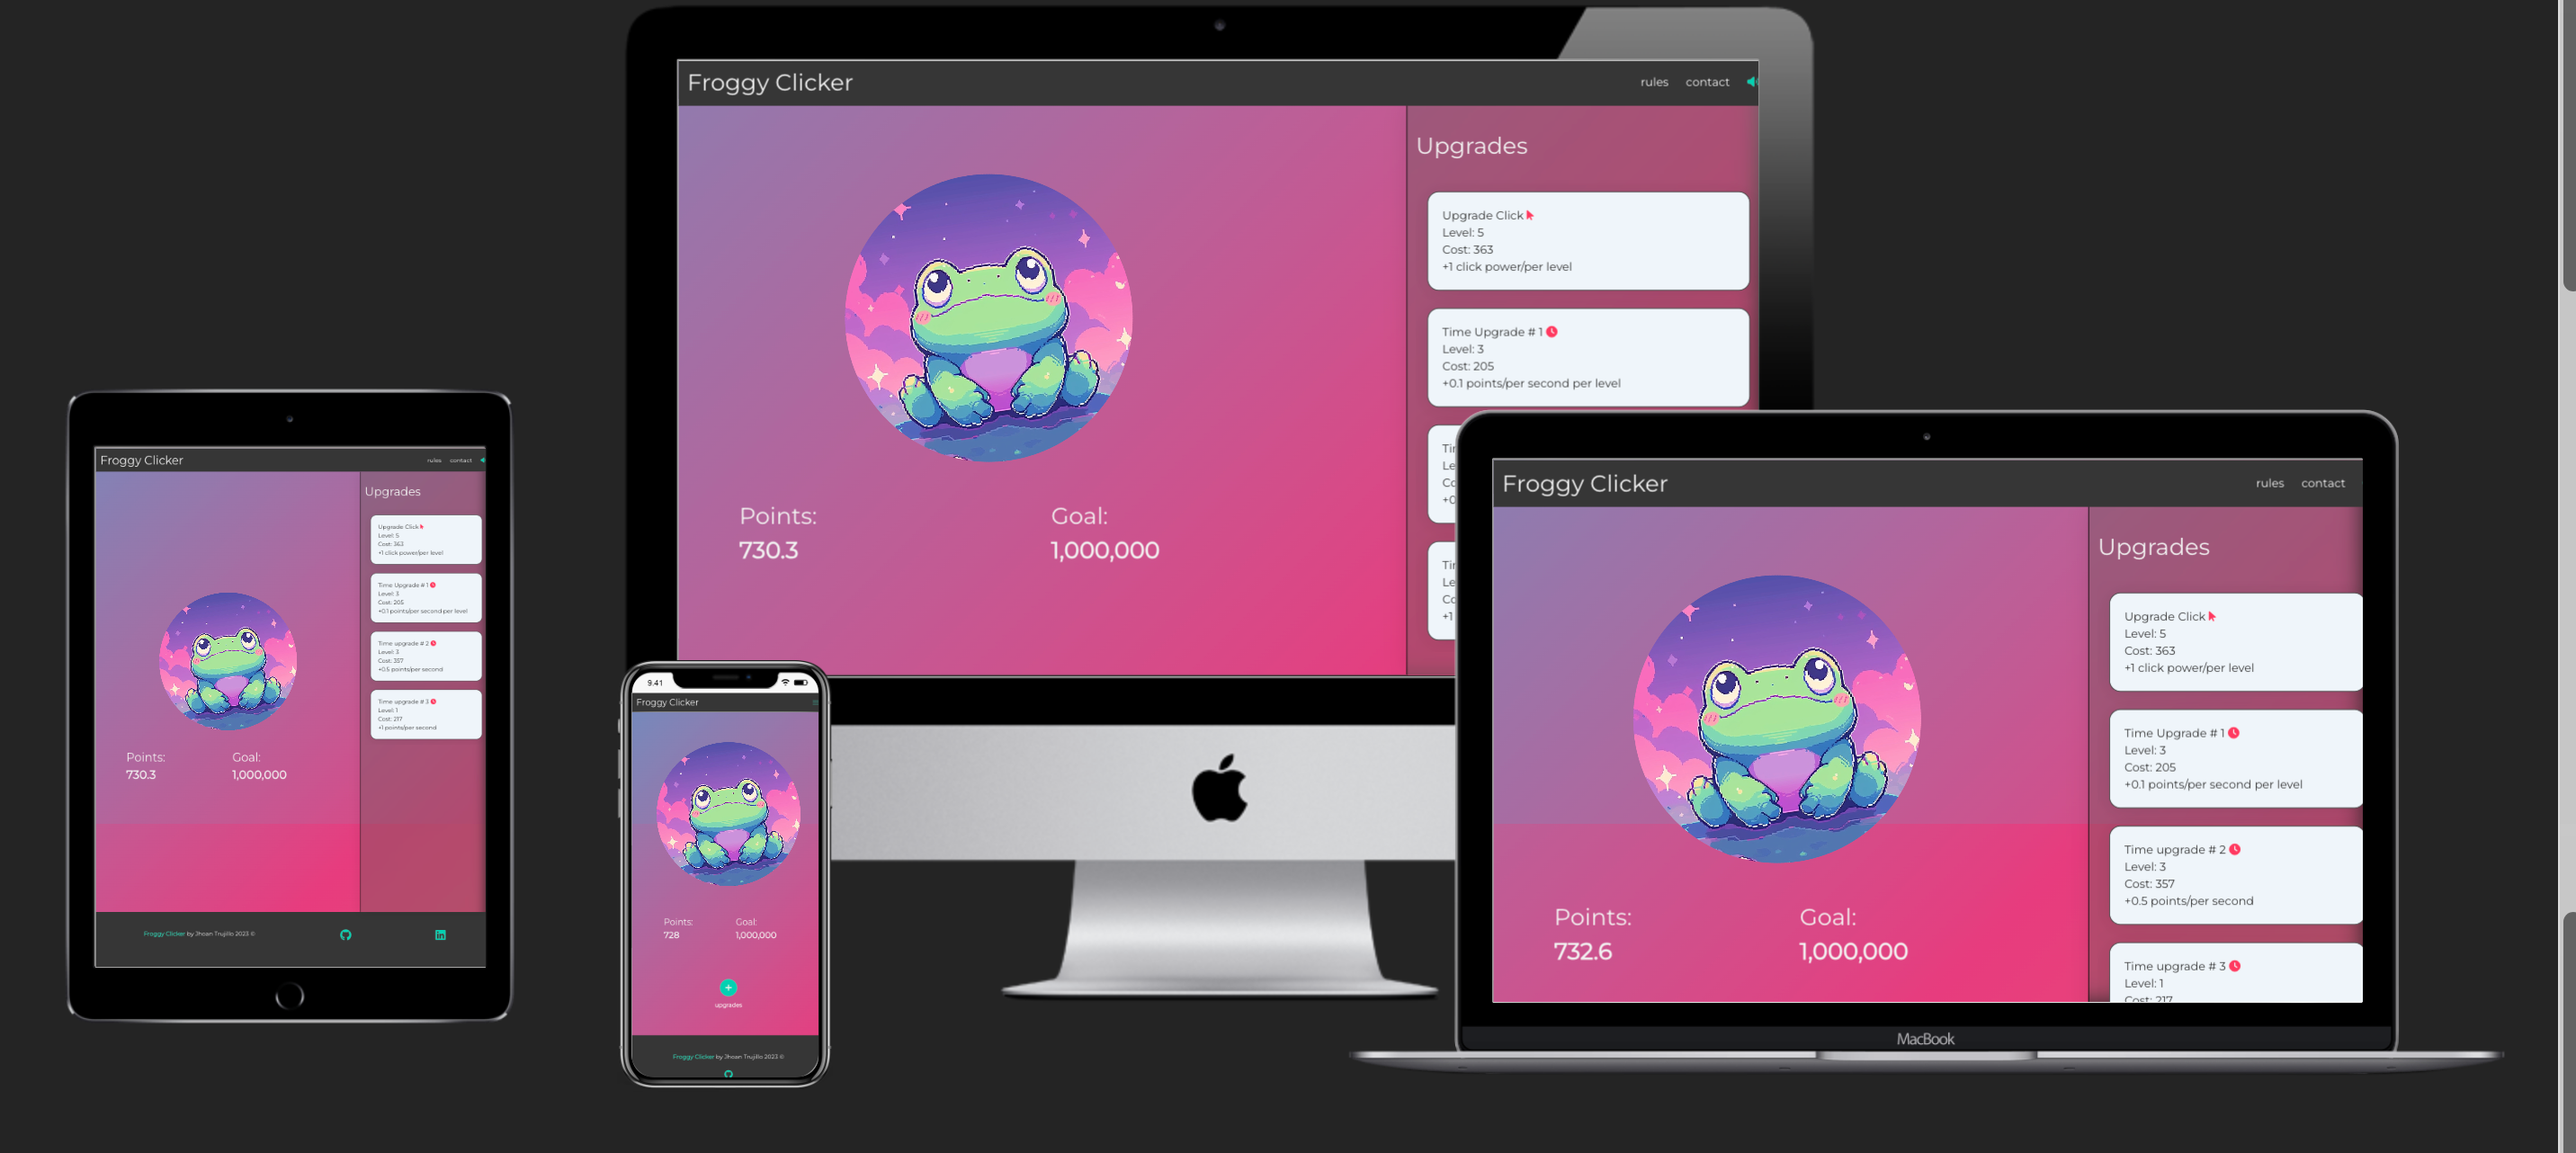 Froggy Clicker
rules contact
Upgrades
Upgrade Click
Level: 5
Cost: 363
+1 click power/per level
Time Upgrade # 1
Level: 3
Cost: 205
+0.1 points/per second per level
Tir
Le
Co
+0
Tir
Le
Co
+1
Points:
730.3
Goal:
1,000,000
Froggy Clicker
rules contact
Upgrades
Upgrade Click
Level: 5
Cost: 363
+1 click power/per level
Time Upgrade # 1
Level: 3
Cost: 205
+0.1 points/per second per level
Time upgrade # 2
Level: 3
Cost: 357
+0.5 points/per second
Time upgrade # 3
Level: 1
Cost: 217
+1 points/per second
Points:
730.3
Goal:
1,000,000
Froggy Clicker by Jhoan Trujillo 2023 ©
9:41
Froggy Clicker
Points:
728
Goal:
1,000,000
+
upgrades
Froggy Clicker by Jhoan Trujillo 2023 ©
Froggy Clicker
rules contact
Upgrades
Upgrade Click
Level: 5
Cost: 363
+1 click power/per level
Time Upgrade # 1
Level: 3
Cost: 205
+0.1 points/per second per level
Time upgrade # 2
Level: 3
Cost: 357
+0.5 points/per second
Time upgrade # 3
Level: 1
Cost: 217
Points:
732.6
Goal:
1,000,000
MacBook